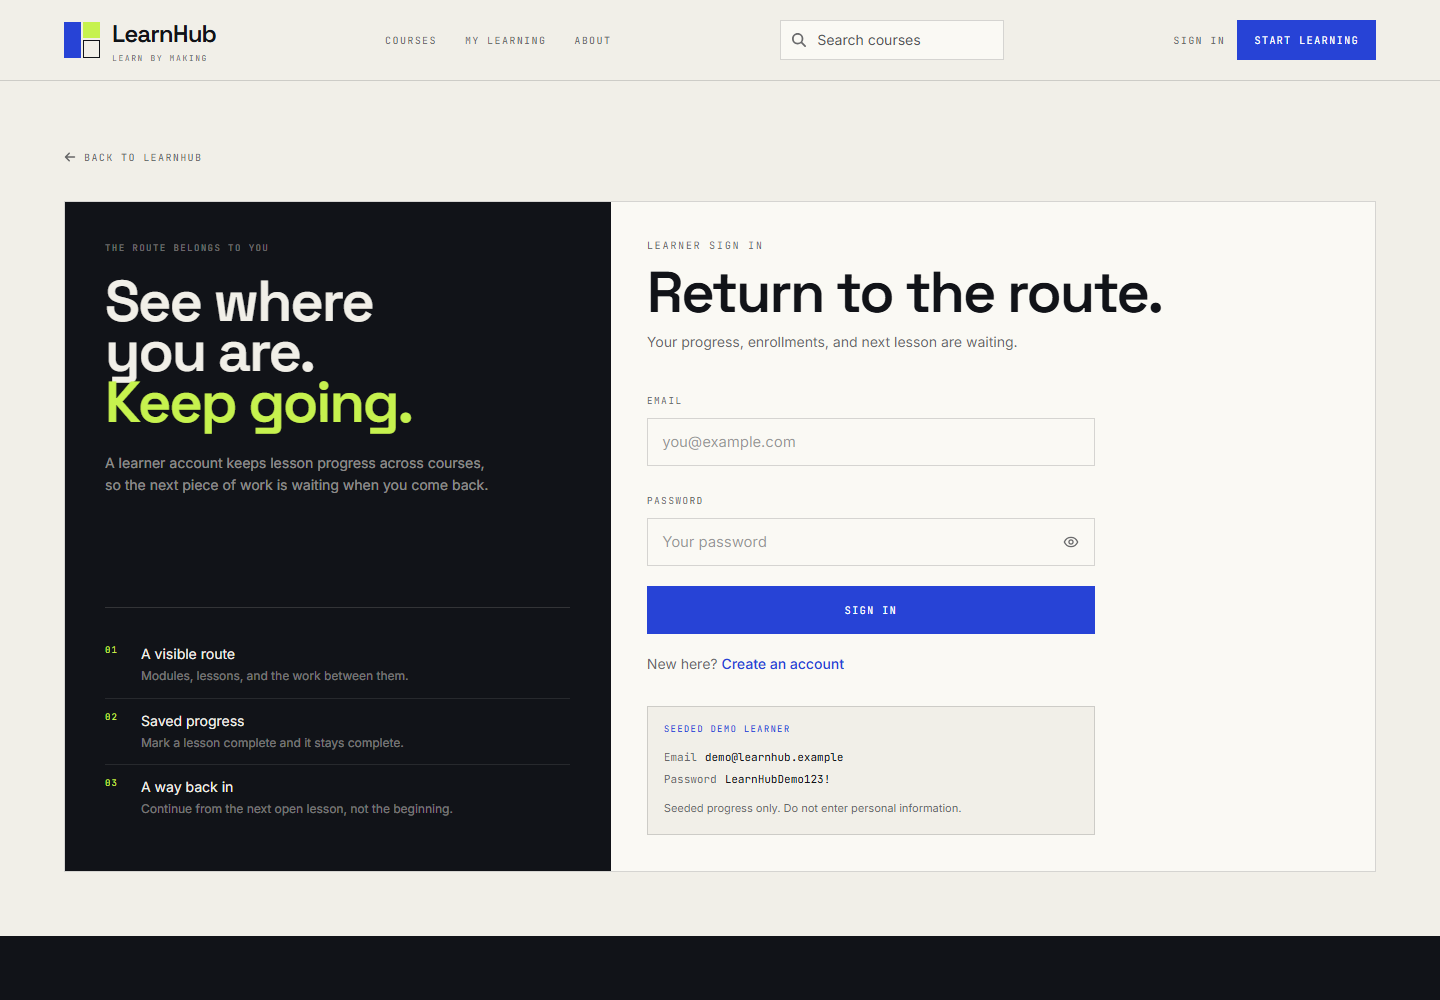 LearnHub
LEARN BY MAKING
COURSES
MY LEARNING
ABOUT
Search courses
SIGN IN
START LEARNING
BACK TO LEARNHUB
THE ROUTE BELONGS TO YOU
See where
you are.
Keep going.
A learner account keeps lesson progress across courses,
so the next piece of work is waiting when you come back.
01
A visible route
Modules, lessons, and the work between them.
02
Saved progress
Mark a lesson complete and it stays complete.
03
A way back in
Continue from the next open lesson, not the beginning.
LEARNER SIGN IN
Return to the route.
Your progress, enrollments, and next lesson are waiting.
EMAIL
you@example.com
PASSWORD
Your password
SIGN IN
New here? Create an account
SEEDED DEMO LEARNER
Email demo@learnhub.example
Password LearnHubDemo123!
Seeded progress only. Do not enter personal information.